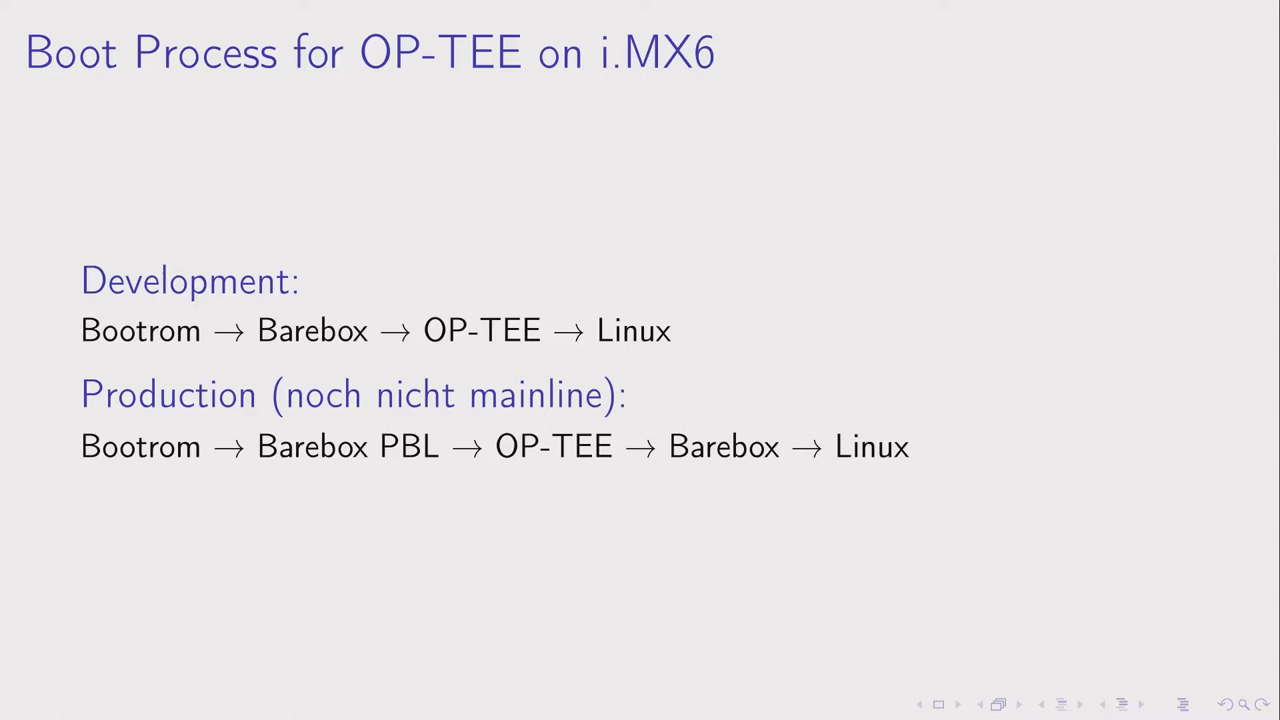 Boot Process for OP-TEE on i.MX6
Development:
Bootrom → Barebox → OP-TEE → Linux
Production (noch nicht mainline):
Bootrom → Barebox PBL → OP-TEE → Barebox → Linux